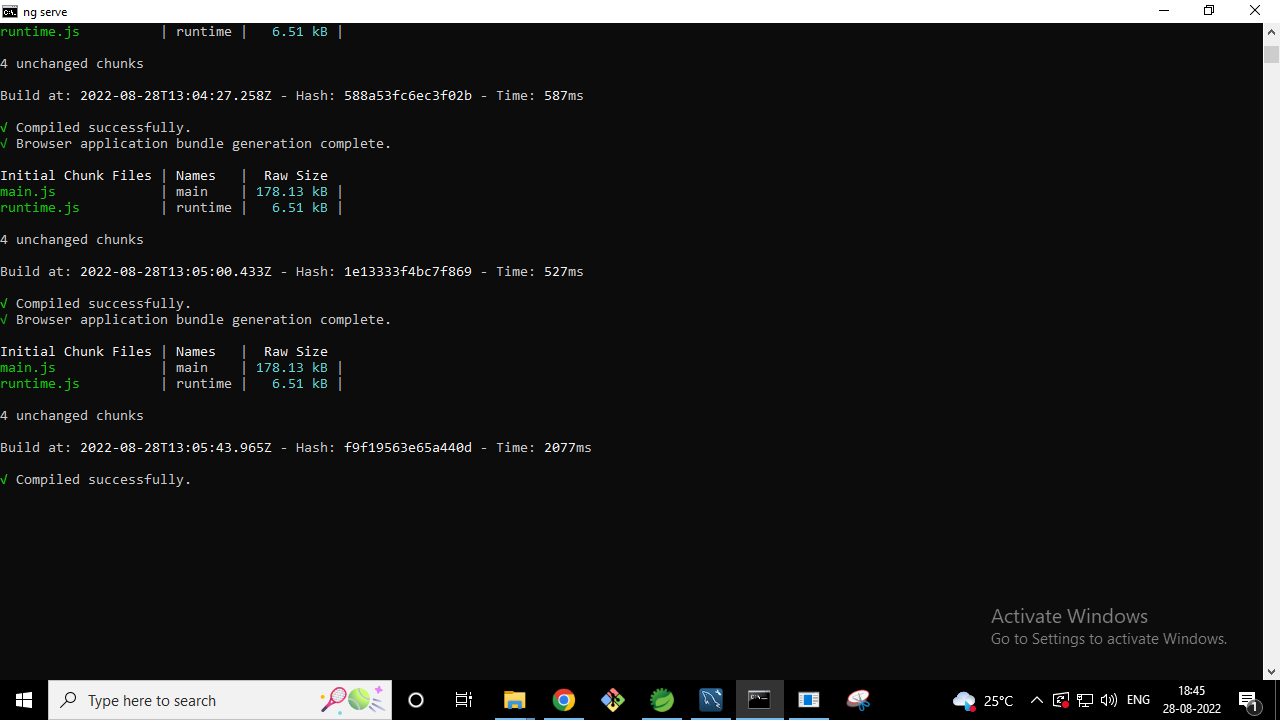 ng serve
runtime.js | runtime | 6.51 kB |
4 unchanged chunks
Build at: 2022-08-28T13:04:27.258Z - Hash: 588a53fc6ec3f02b - Time: 587ms
√ Compiled successfully.
√ Browser application bundle generation complete.
Initial Chunk Files | Names | Raw Size
main.js | main | 178.13 kB |
runtime.js | runtime | 6.51 kB |
4 unchanged chunks
Build at: 2022-08-28T13:05:00.433Z - Hash: 1e13333f4bc7f869 - Time: 527ms
√ Compiled successfully.
√ Browser application bundle generation complete.
Initial Chunk Files | Names | Raw Size
main.js | main | 178.13 kB |
runtime.js | runtime | 6.51 kB |
4 unchanged chunks
Build at: 2022-08-28T13:05:43.965Z - Hash: f9f19563e65a440d - Time: 2077ms
√ Compiled successfully.
Activate Windows
Go to Settings to activate Windows.
Type here to search
25°C
ENG
18:45
28-08-2022
1